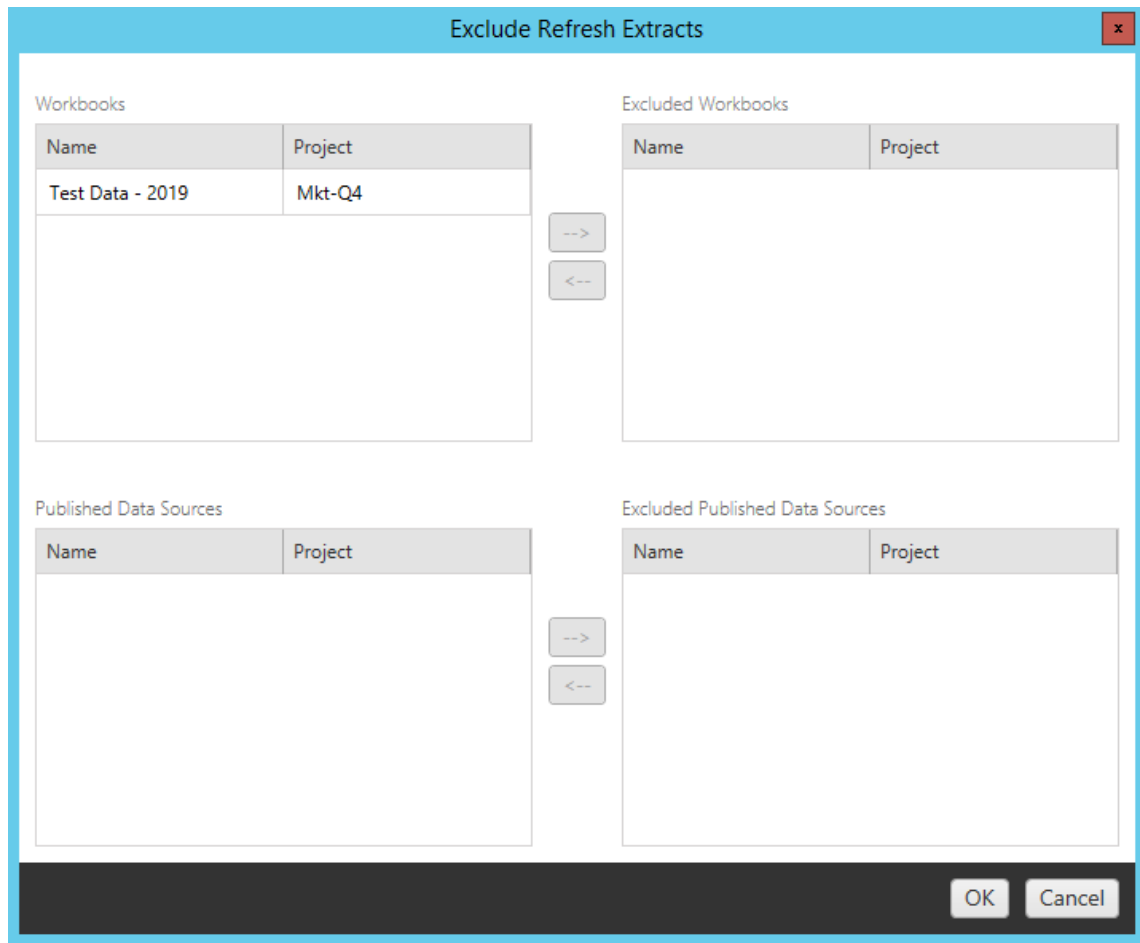 Exclude Refresh Extracts
x
Workbooks
Excluded Workbooks
Name Project
Name Project
Test Data - 2019 Mkt-Q4
-->
<--
Published Data Sources
Excluded Published Data Sources
Name Project
Name Project
-->
<--
OK Cancel